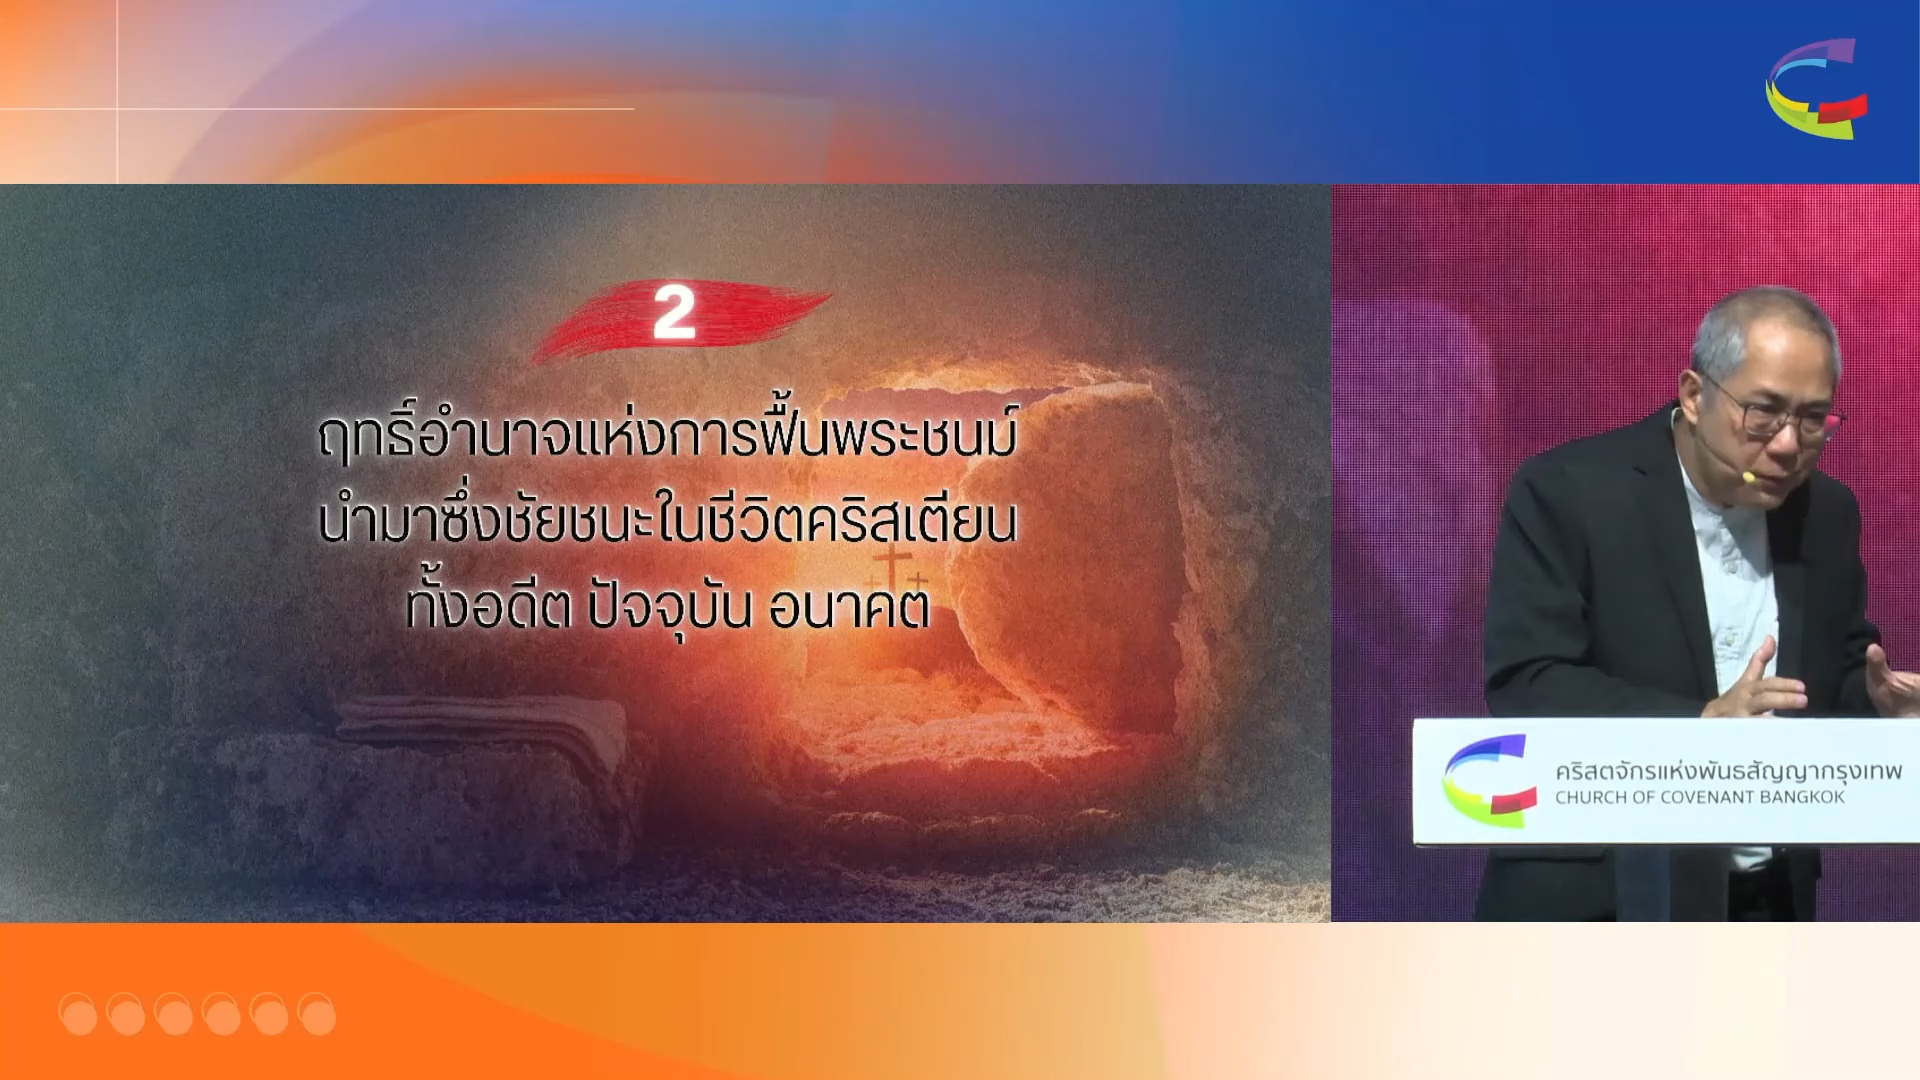 2
ฤทธิ์อำนาจแห่งการฟื้นพระชนม์
นำมาซึ่งชัยชนะในชีวิตคริสเตียน
ทั้งอดีต ปัจจุบัน อนาคต
คริสตจักรแห่งพันธสัญญากรุงเทพ
CHURCH OF COVENANT BANGKOK